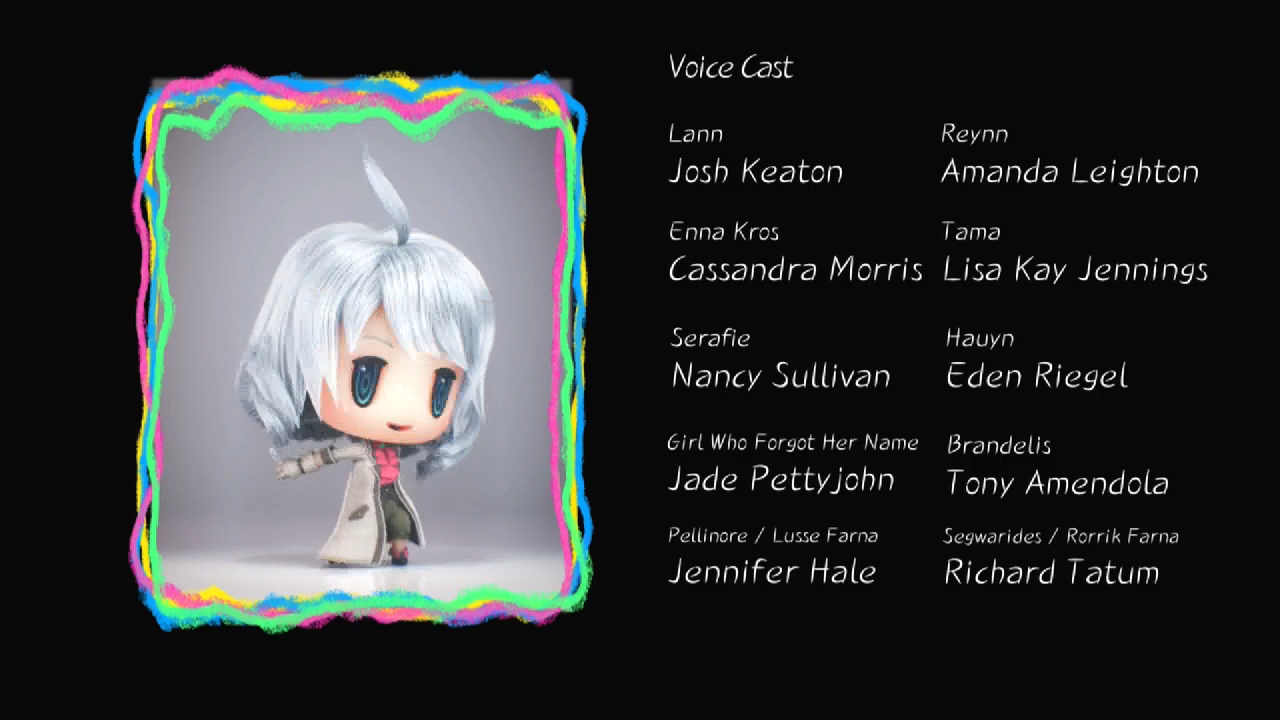 Voice Cast
Lann Reynn
Josh Keaton Amanda Leighton
Enna Kros Tama
Cassandra Morris Lisa Kay Jennings
Serafie Hauyn
Nancy Sullivan Eden Riegel
Girl Who Forgot Her Name Brandelis
Jade Pettyjohn Tony Amendola
Pellinore / Lusse Farna Segwarides / Rorrik Farna
Jennifer Hale Richard Tatum